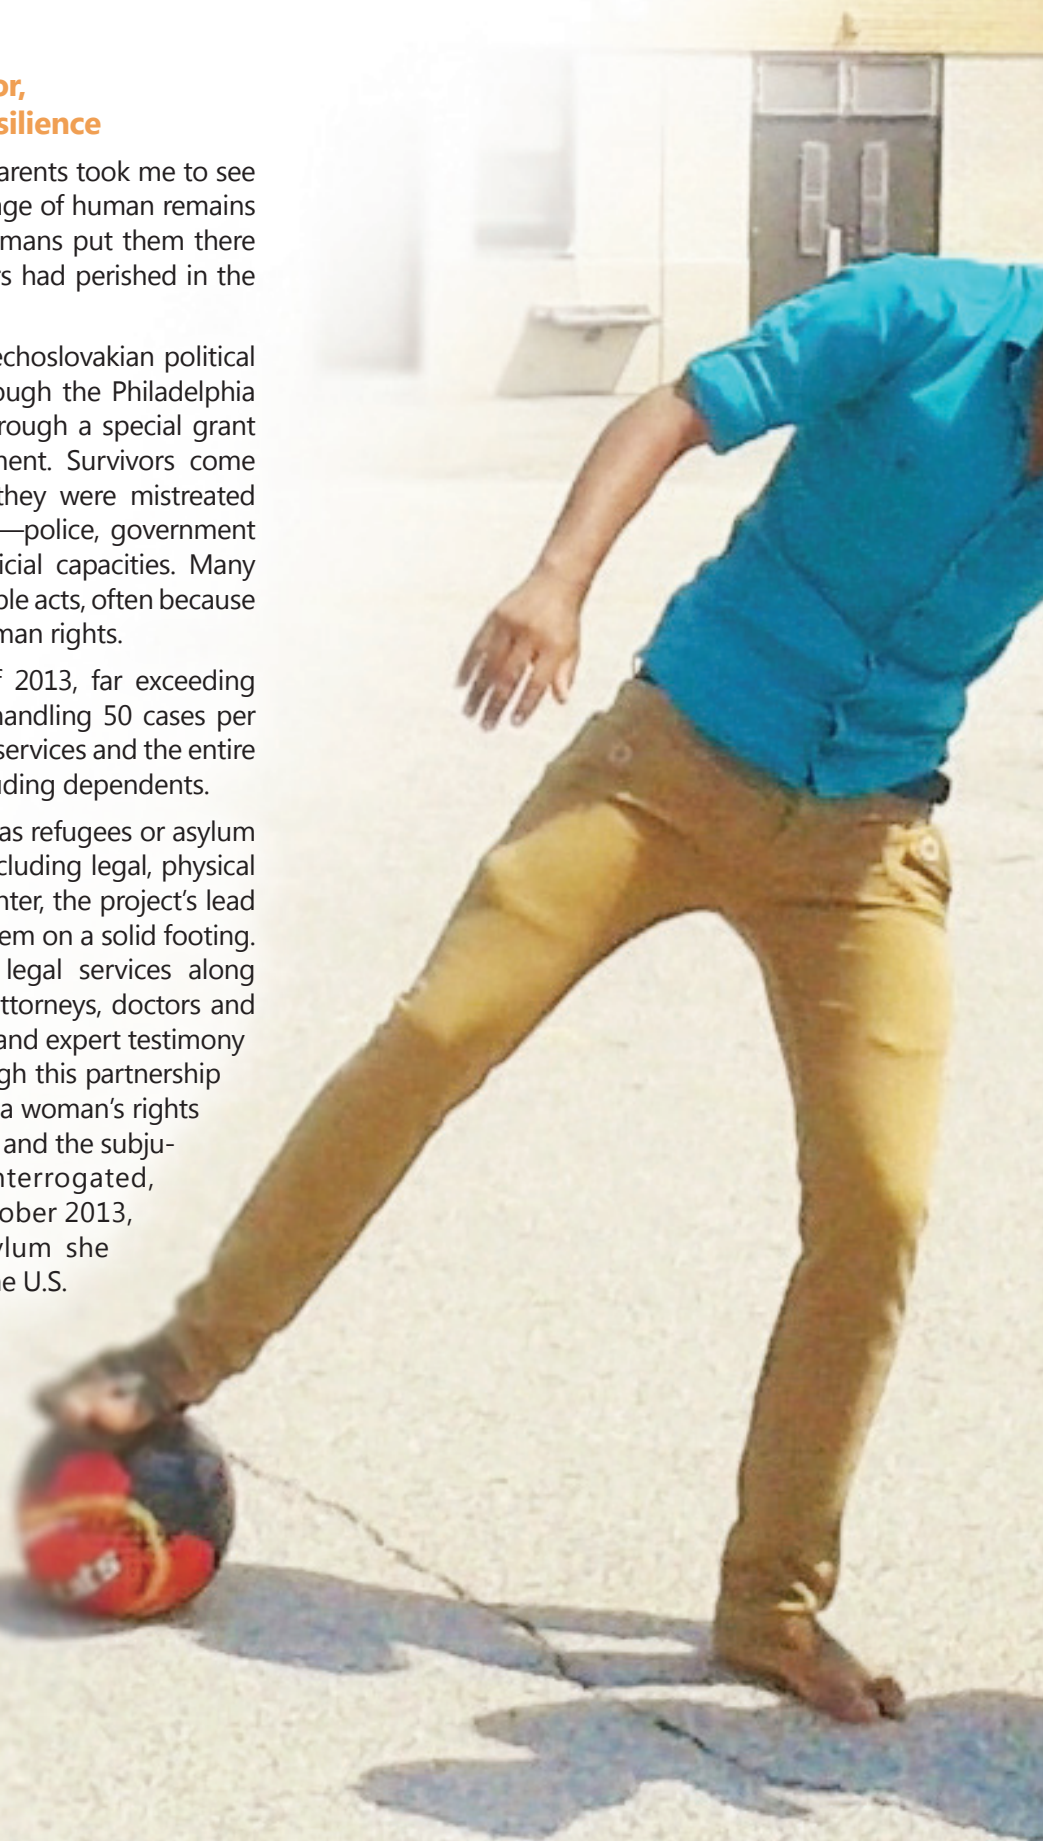 or,
silience
arents took me to see
age of human remains
mans put them there
rs had perished in the
echoslovakian political
ough the Philadelphia
rough a special grant
nent. Survivors come
they were mistreated
—police, government
icial capacities. Many
ble acts, often because
man rights.
f 2013, far exceeding
handling 50 cases per
services and the entire
uding dependents.
as refugees or asylum
cluding legal, physical
nter, the project’s lead
em on a solid footing.
legal services along
ttorneys, doctors and
and expert testimony
gh this partnership
a woman’s rights
and the subju-
nterrogated,
ober 2013,
ylum she
he U.S.